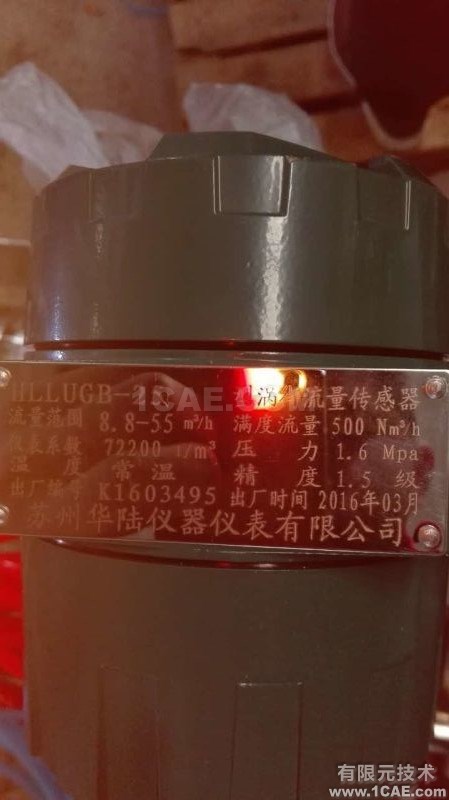 HLLUGB-25 涡街流量传感器
流量范围 8.8-55 m³/h 满度流量 500 Nm³/h
仪表系数 72200 1/m³ 压 力 1.6 Mpa
温 度 常温 精 度 1.5 级
出厂编号 K1603495 出厂时间 2016年03月
苏州华陆仪器仪表有限公司
1CAE.COM
有限元技术
www.1CAE.com